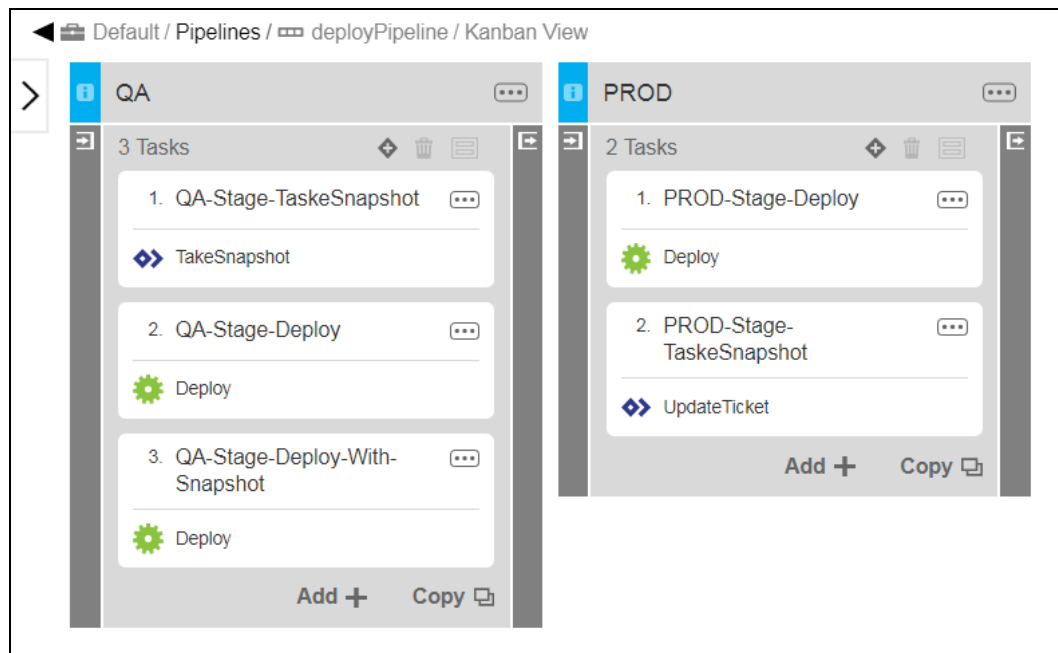 Default / Pipelines / deployPipeline / Kanban View
QA
3 Tasks
1. QA-Stage-TaskeSnapshot
TakeSnapshot
2. QA-Stage-Deploy
Deploy
3. QA-Stage-Deploy-With-
Snapshot
Deploy
Add
Copy
PROD
2 Tasks
1. PROD-Stage-Deploy
Deploy
2. PROD-Stage-
TaskeSnapshot
UpdateTicket
Add
Copy